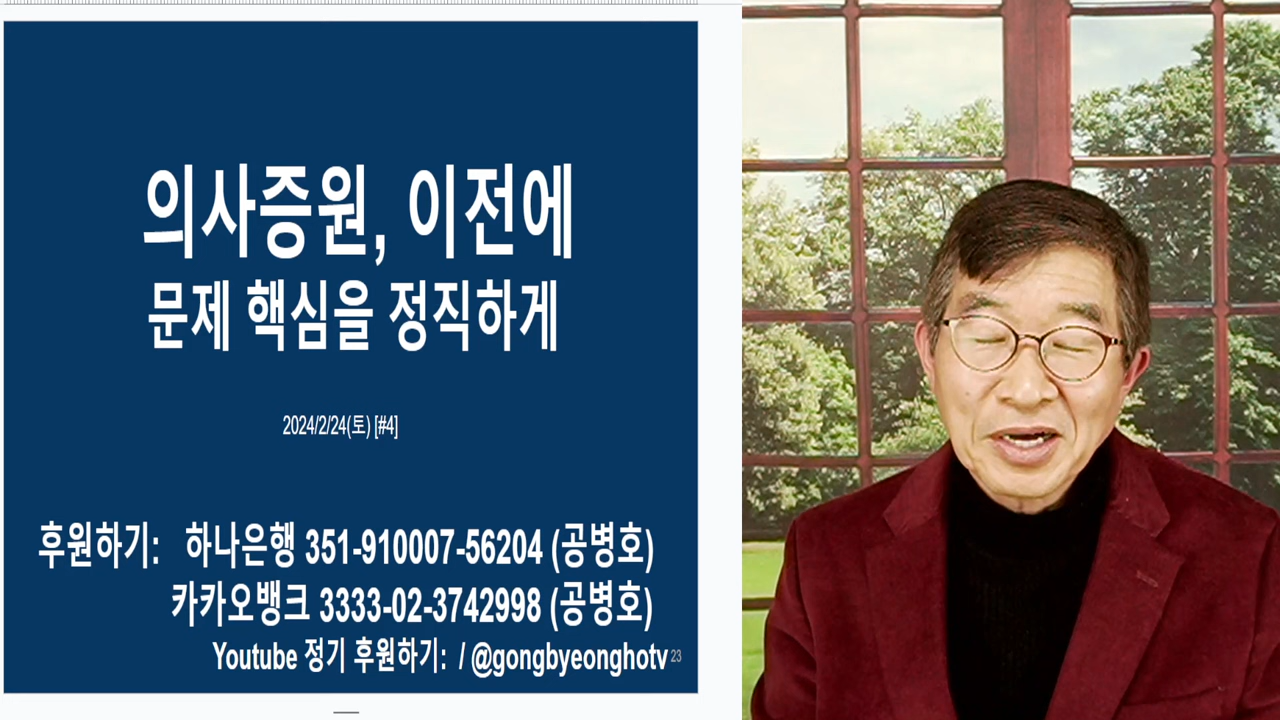 의사증원, 이전에
문제 핵심을 정직하게
2024/2/24(토) [#4]
후원하기: 하나은행 351-910007-56204 (공병호)
카카오뱅크 3333-02-3742998 (공병호)
Youtube 정기 후원하기: / @gongbyeonghotv 23